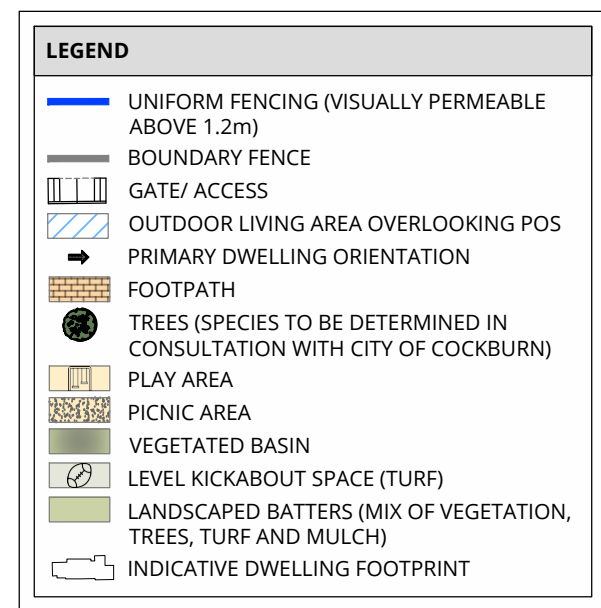 LEGEND
UNIFORM FENCING (VISUALLY PERMEABLE
ABOVE 1.2m)
BOUNDARY FENCE
GATE/ ACCESS
OUTDOOR LIVING AREA OVERLOOKING POS
PRIMARY DWELLING ORIENTATION
FOOTPATH
TREES (SPECIES TO BE DETERMINED IN
CONSULTATION WITH CITY OF COCKBURN)
PLAY AREA
PICNIC AREA
VEGETATED BASIN
LEVEL KICKABOUT SPACE (TURF)
LANDSCAPED BATTERS (MIX OF VEGETATION,
TREES, TURF AND MULCH)
INDICATIVE DWELLING FOOTPRINT